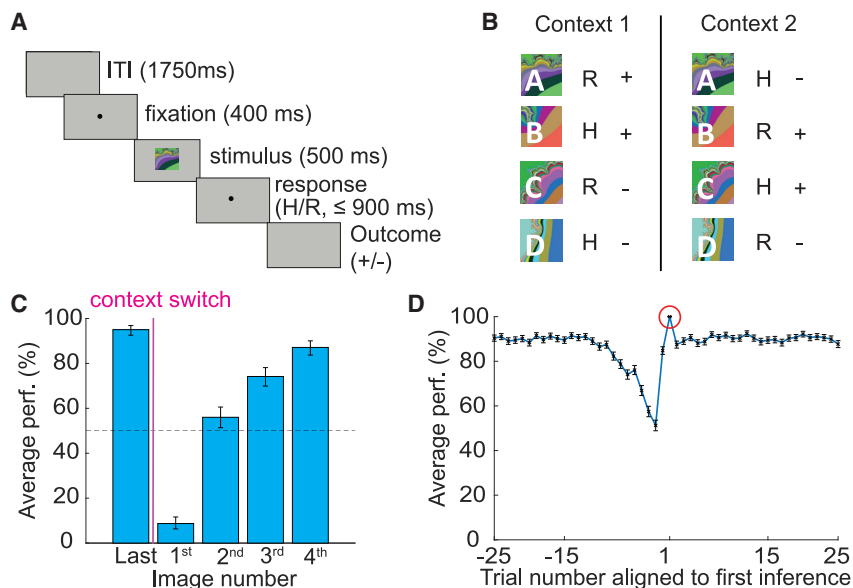 A
ITI (1750ms)
fixation (400 ms)
stimulus (500 ms)
response
(H/R, ≤ 900 ms)
Outcome
(+/-)
B
Context 1 Context 2
A R + A H -
B H + B R +
C R - C H +
D H - D R -
C
context switch
Average perf. (%)
100
80
60
40
20
0
Last 1st 2nd 3rd 4th
Image number
D
Average perf. (%)
100
80
60
40
20
0
-25 -15 1 15 25
Trial number aligned to first inference